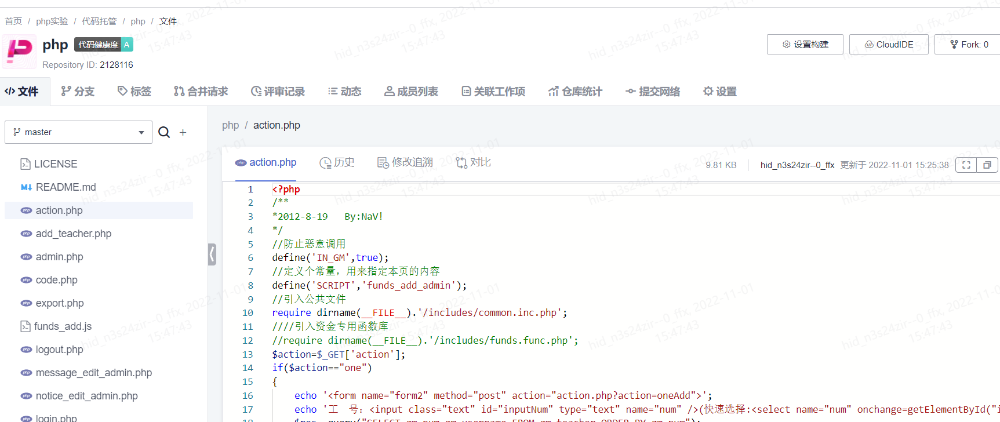 首页 / php实验 / 代码托管 / php / 文件
php 代码健康度 A
Repository ID: 2128116
设置构建 CloudIDE Fork: 0
文件 分支 标签 合并请求 评审记录 动态 成员列表 关联工作项 仓库统计 提交网络 设置
master
LICENSE
README.md
action.php
add_teacher.php
admin.php
code.php
export.php
funds_add.js
logout.php
message_edit_admin.php
notice_edit_admin.php
login.php
php / action.php
action.php 历史 修改追溯 对比 9.81 KB hid_n3s24zir--0_ffx 更新于 2022-11-01 15:25:38
1 <?php
2 /**
3 *2012-8-19   By:NaV!
4 */
5 //防止恶意调用
6 define('IN_GM',true);
7 //定义个常量，用来指定本页的内容
8 define('SCRIPT','funds_add_admin');
9 //引入公共文件
10 require dirname(__FILE__).'/includes/common.inc.php';
11 ////引入资金专用函数库
12 //require dirname(__FILE__).'/includes/funds.func.php';
13 $action=$_GET['action'];
14 if($action=="one")
15 {
16     echo '<form name="form2" method="post" action="action.php?action=oneAdd">';
17     echo '工  号: <input class="text" id="inputNum" type="text" name="num" />(快速选择:<select name="num" onchange=getElementById("i
hid_n3s24zir--0_ffx, 2022-11-01
15:47:43